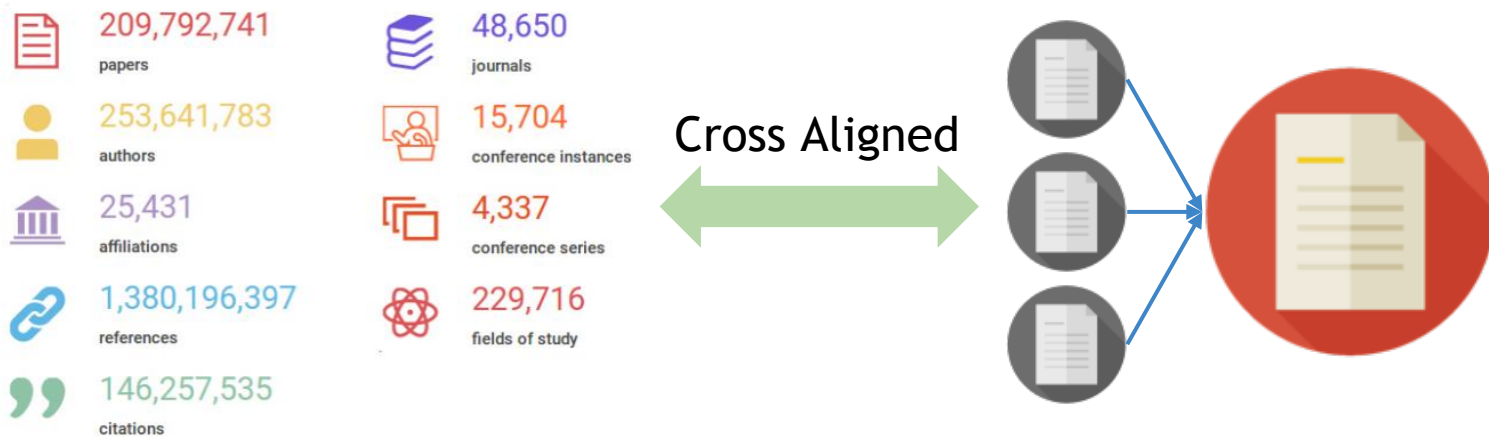 209,792,741
papers
253,641,783
authors
25,431
affiliations
1,380,196,397
references
146,257,535
citations
48,650
journals
15,704
conference instances
4,337
conference series
229,716
fields of study
Cross Aligned